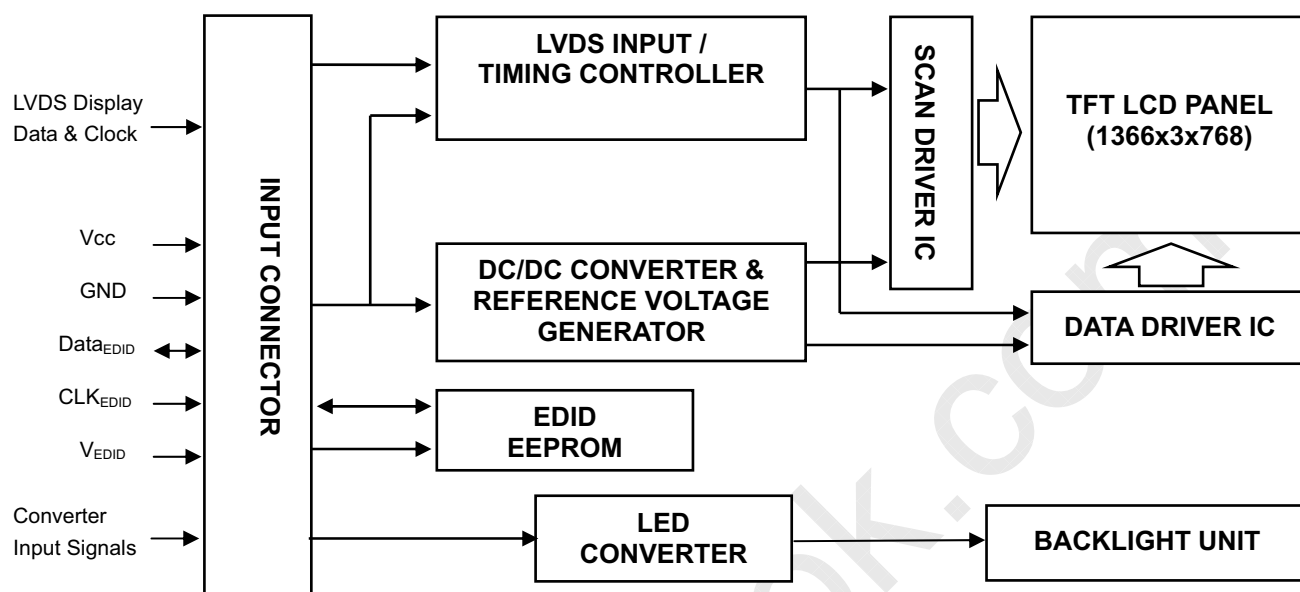 LVDS Display
Data & Clock
Vcc
GND
DataEDID
CLKEDID
VEDID
Converter
Input Signals
INPUT CONNECTOR
LVDS INPUT /
TIMING CONTROLLER
DC/DC CONVERTER &
REFERENCE VOLTAGE
GENERATOR
EDID
EEPROM
LED
CONVERTER
SCAN DRIVER IC
TFT LCD PANEL
(1366x3x768)
DATA DRIVER IC
BACKLIGHT UNIT